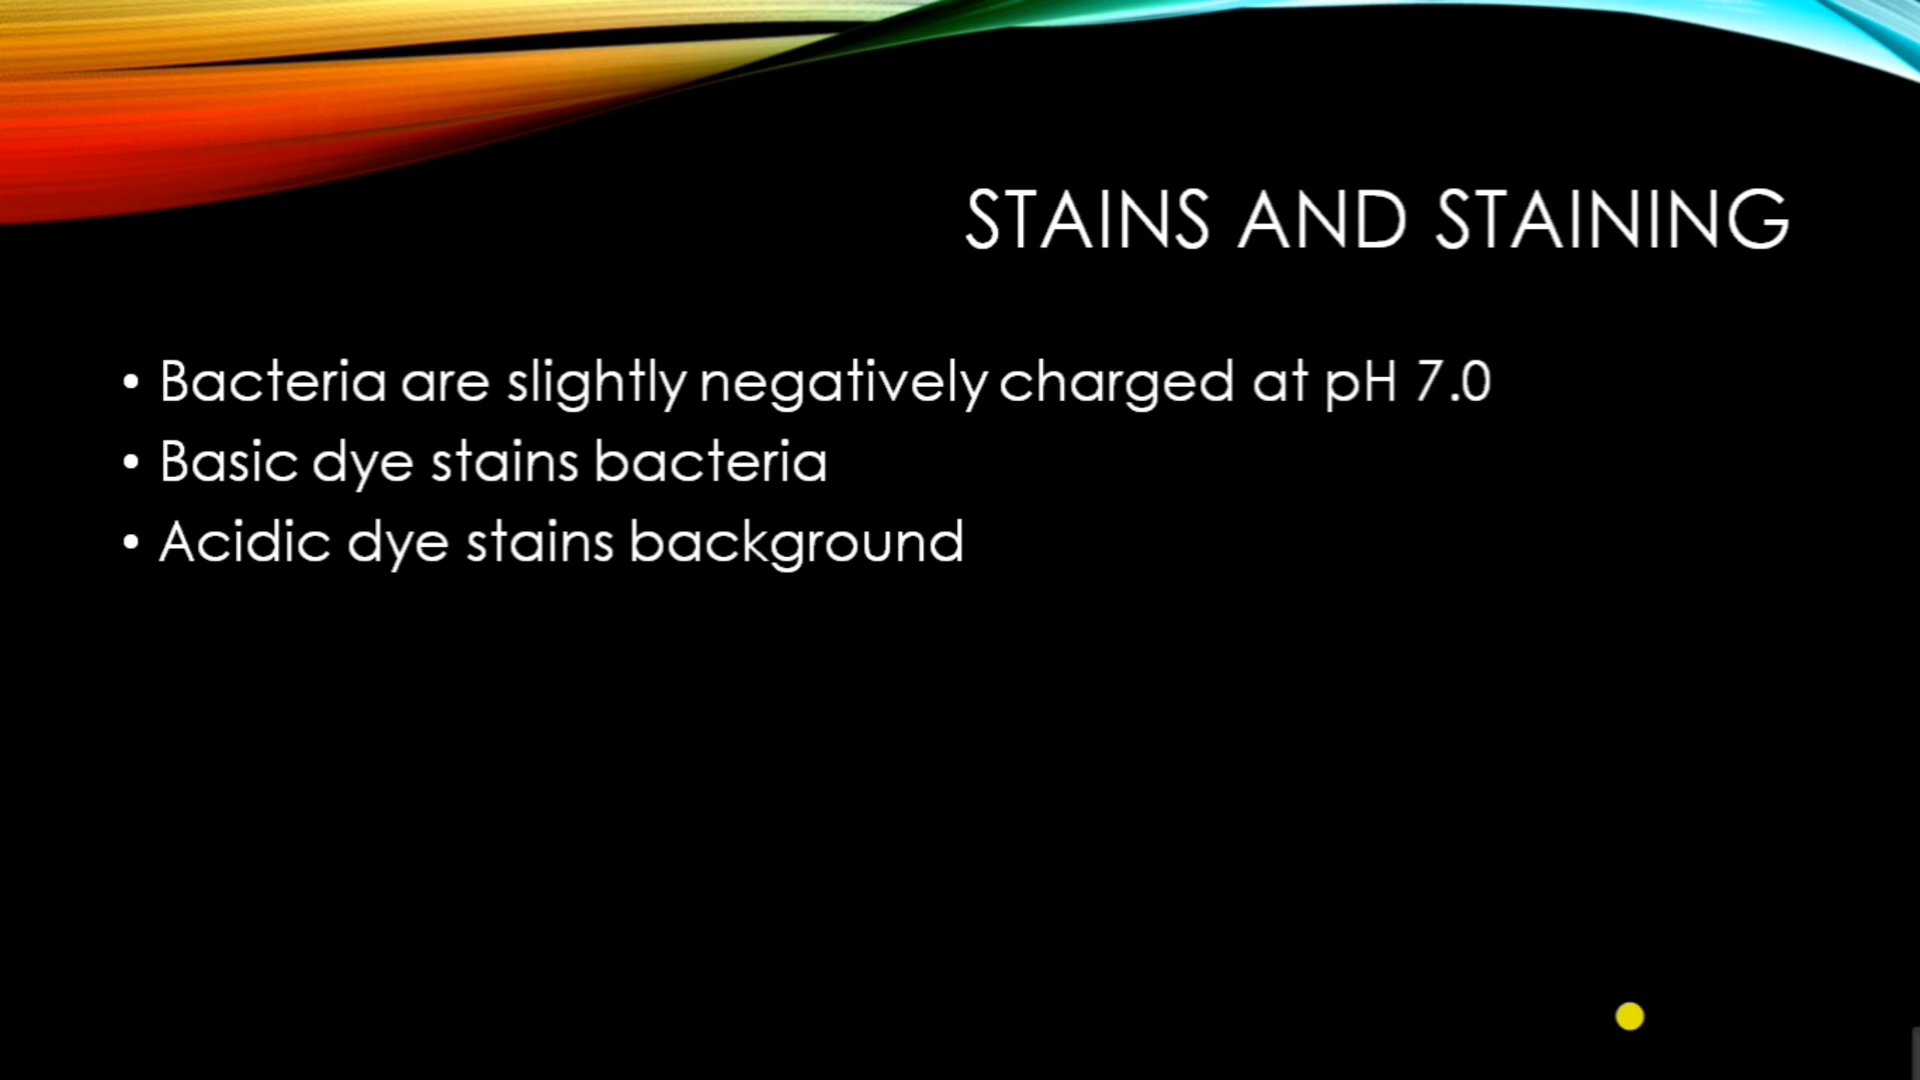 STAINS AND STAINING
• Bacteria are slightly negatively charged at pH 7.0
• Basic dye stains bacteria
• Acidic dye stains background